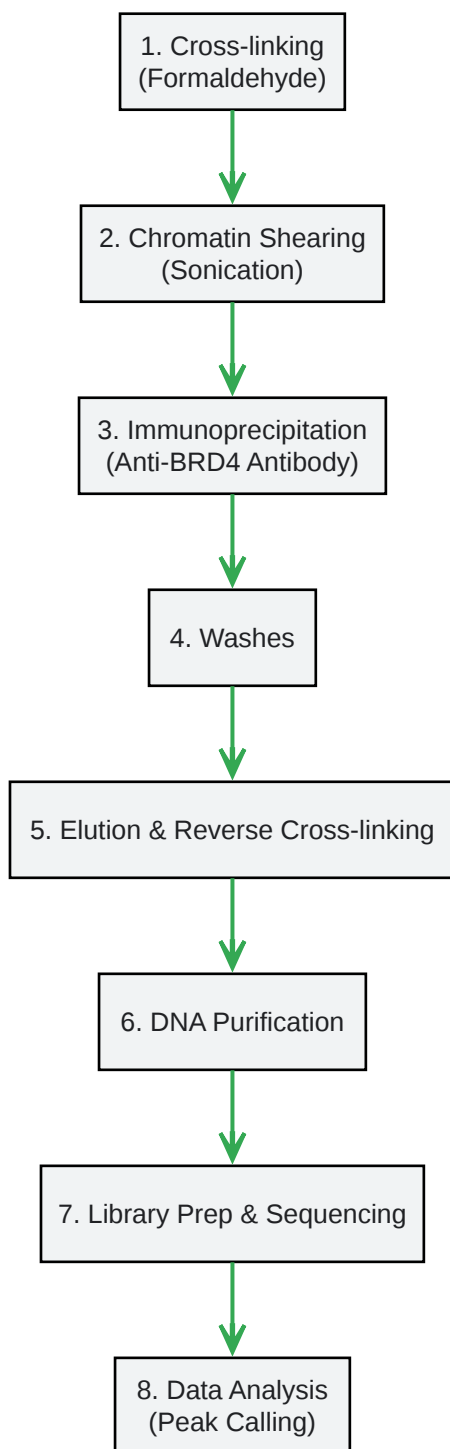 1. Cross-linking
(Formaldehyde)
2. Chromatin Shearing
(Sonication)
3. Immunoprecipitation
(Anti-BRD4 Antibody)
4. Washes
5. Elution & Reverse Cross-linking
6. DNA Purification
7. Library Prep & Sequencing
8. Data Analysis
(Peak Calling)